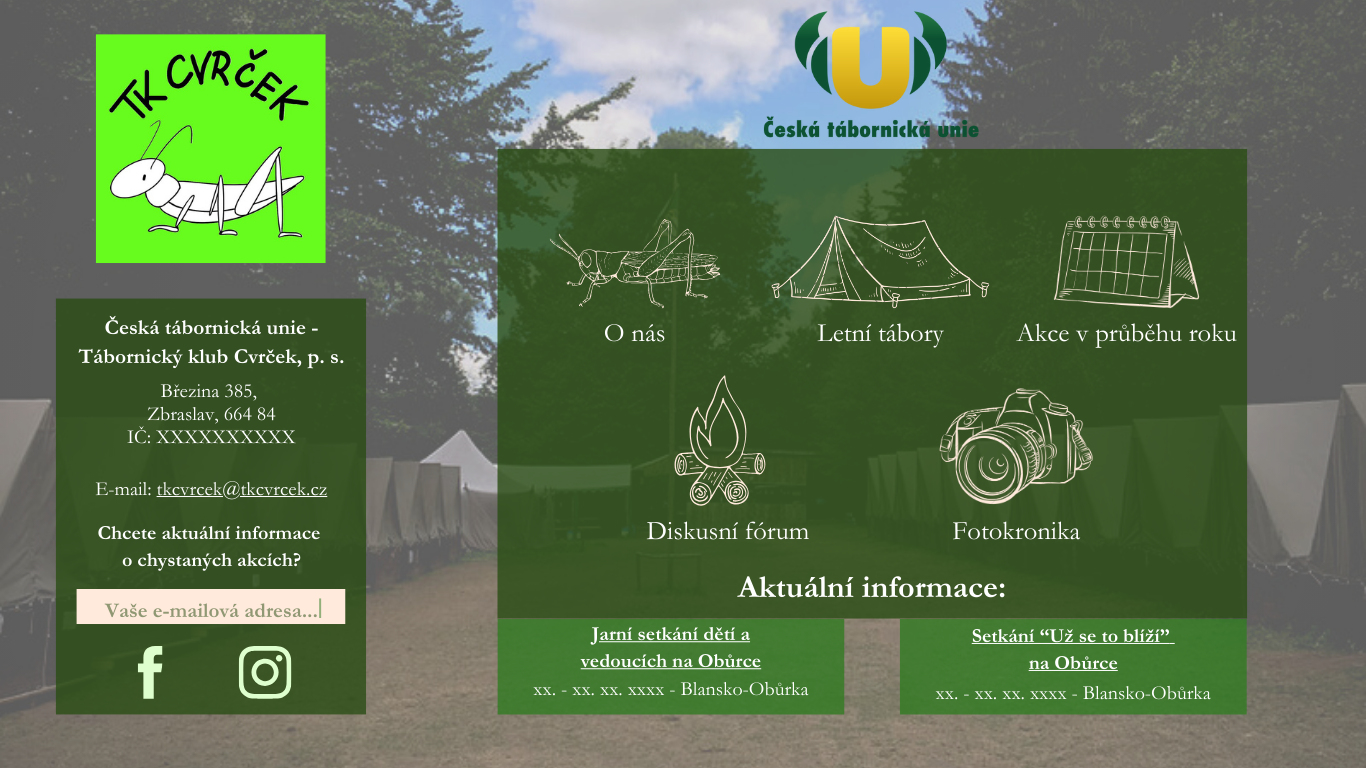 TK CVRČEK
Česká tábornická unie
Česká tábornická unie -
Tábornický klub Cvrček, p. s.
Březina 385,
Zbraslav, 664 84
IČ: XXXXXXXXXX
E-mail: tkcvrcek@tkcvrcek.cz
Chcete aktuální informace
o chystaných akcích?
Vaše e-mailová adresa...
O nás
Letní tábory
Akce v průběhu roku
Diskusní fórum
Fotokronika
Aktuální informace:
Jarní setkání dětí a
vedoucích na Obůrce
xx. - xx. xx. xxxx - Blansko-Obůrka
Setkání “Už se to blíží”
na Obůrce
xx. - xx. xx. xxxx - Blansko-Obůrka